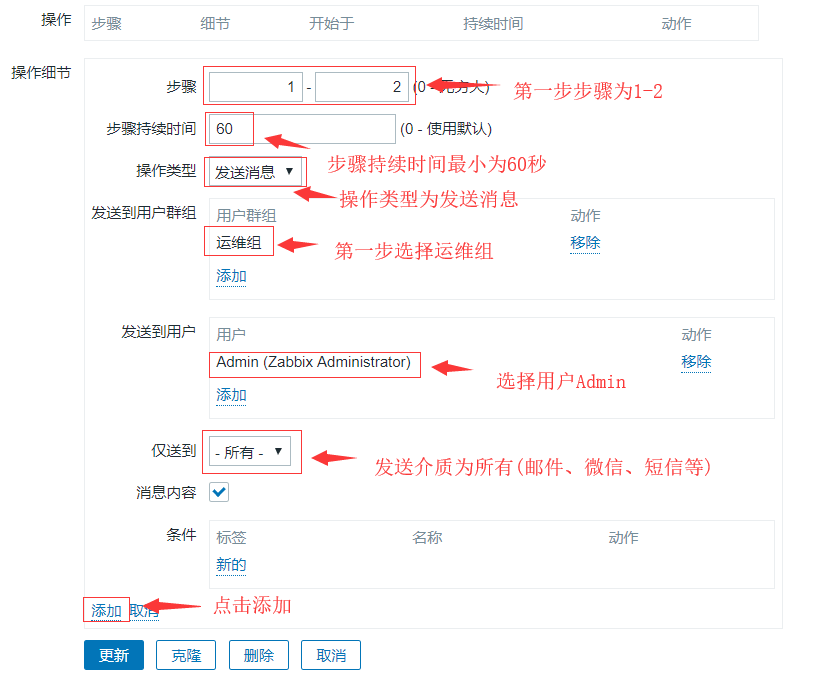 操作 步骤 细节 开始于 持续时间 动作
操作细节
步骤 1 - 2 (0 - 无穷大) 第一步步骤为1-2
步骤持续时间 60 (0 - 使用默认)
步骤持续时间最小为60秒
操作类型 发送消息
操作类型为发送消息
发送到用户群组 用户群组 动作
运维组 移除
第一步选择运维组
添加
发送到用户 用户 动作
Admin (Zabbix Administrator) 移除
选择用户Admin
添加
仅送到 - 所有 -
发送介质为所有(邮件、微信、短信等)
消息内容
条件 标签 名称 动作
新的
添加 取消 点击添加
更新 克隆 删除 取消